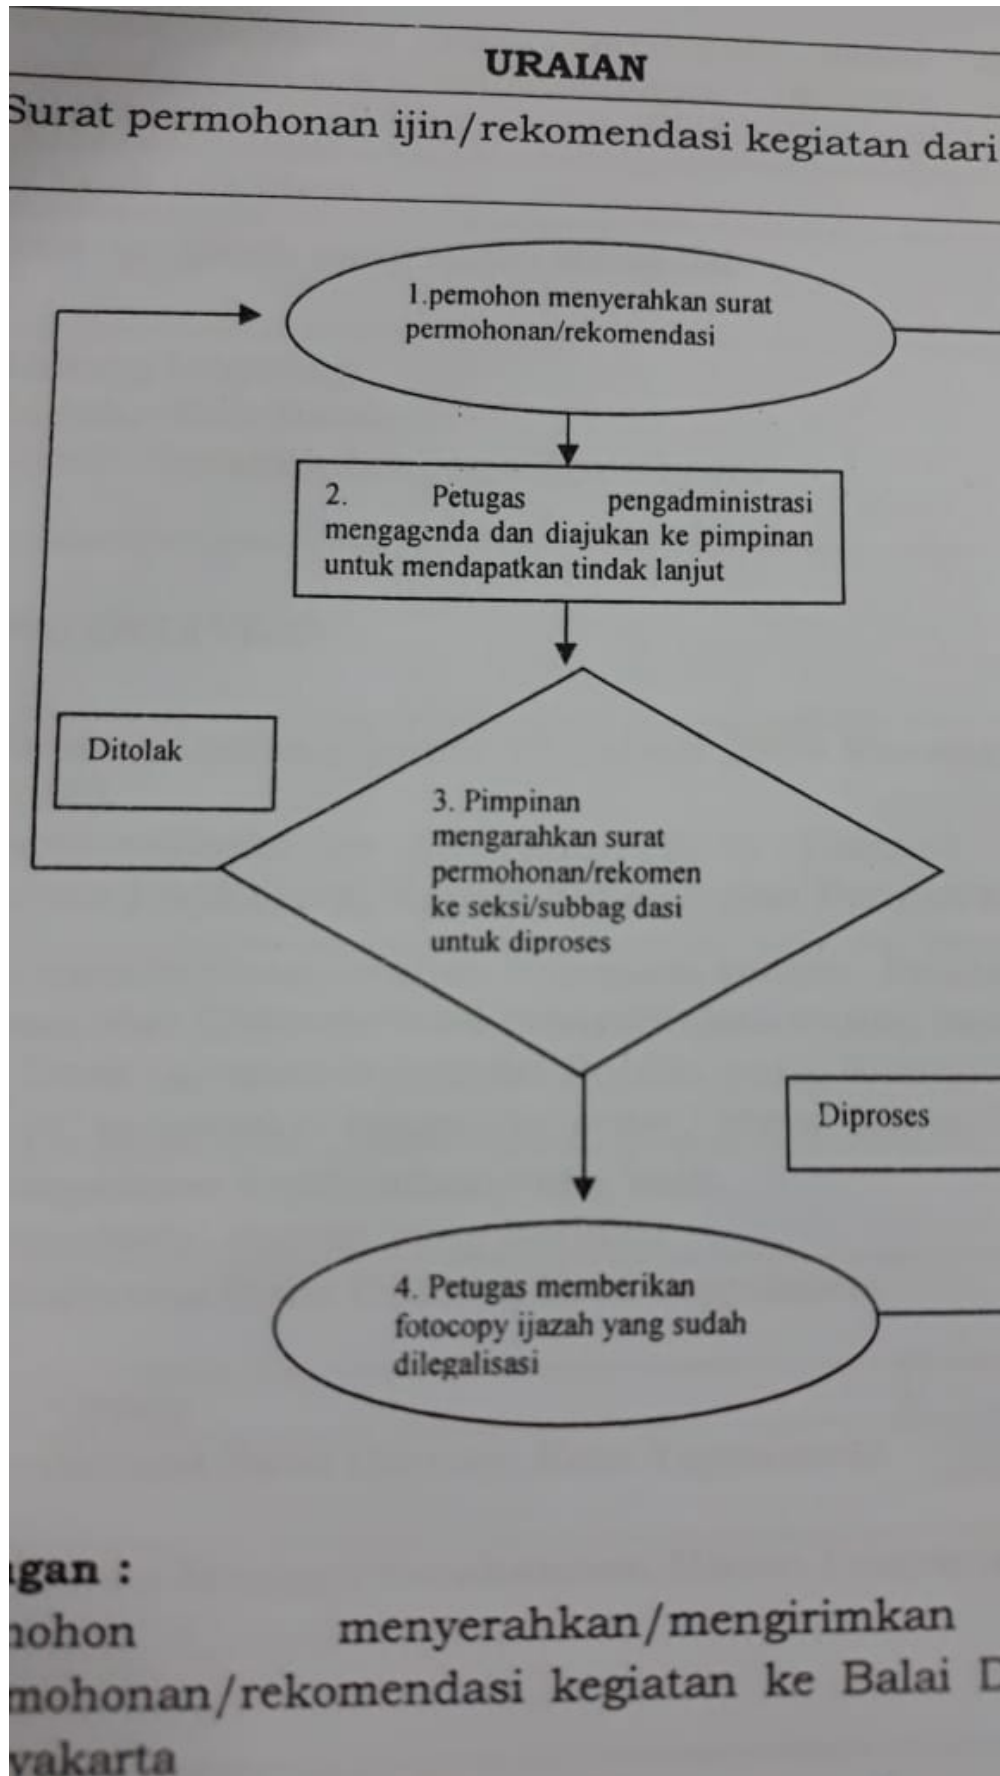 URAIAN
Surat permohonan ijin/rekomendasi kegiatan dari
1.pemohon menyerahkan surat
permohonan/rekomendasi
2. Petugas pengadministrasi
mengagenda dan diajukan ke pimpinan
untuk mendapatkan tindak lanjut
Ditolak
3. Pimpinan
mengarahkan surat
permohonan/rekomen
ke seksi/subbag dasi
untuk diproses
Diproses
4. Petugas memberikan
fotocopy ijazah yang sudah
dilegalisasi
gan :
mohon menyerahkan/mengirimkan
mohonan/rekomendasi kegiatan ke Balai D
yakarta